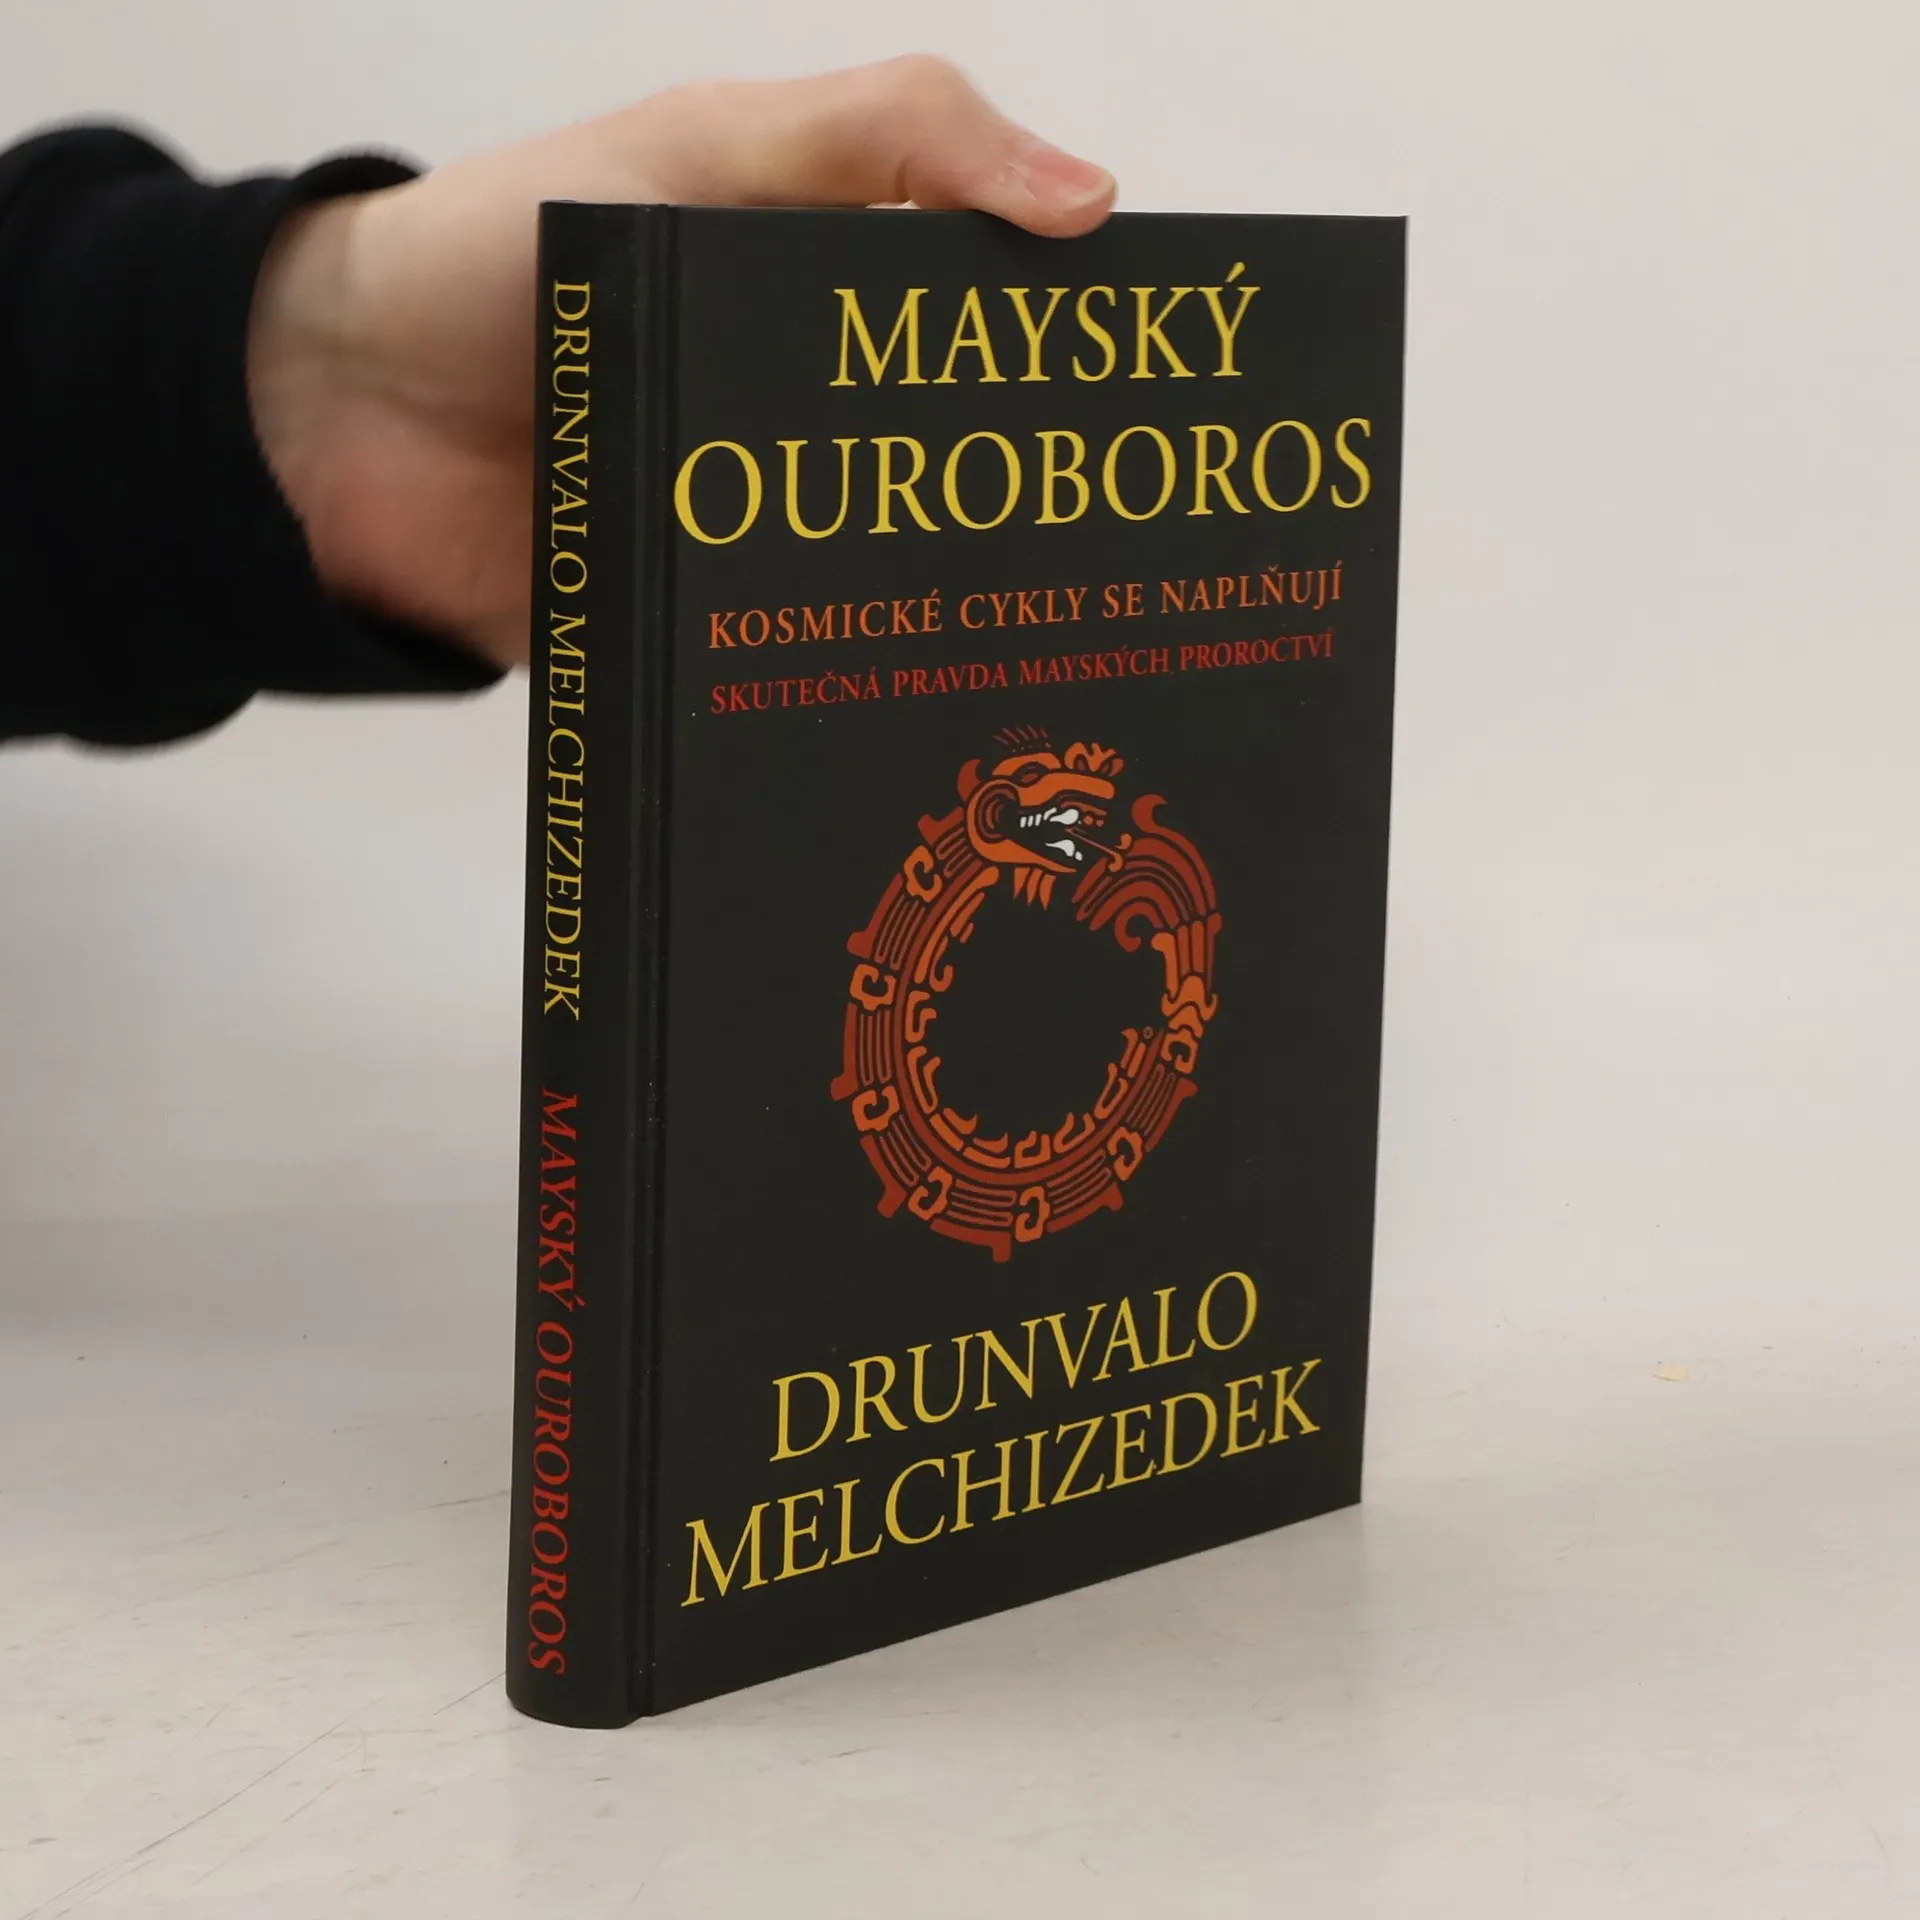 DRUNVALO MELCHIZEDEK MAYSKÝ OUROBOROS
MAYSKÝ
OUROBOROS
KOSMICKÉ CYKLY SE NAPLŇUJÍ
SKUTEČNÁ PRAVDA MAYSKÝCH PROROCTVÍ
DRUNVALO
MELCHIZEDEK